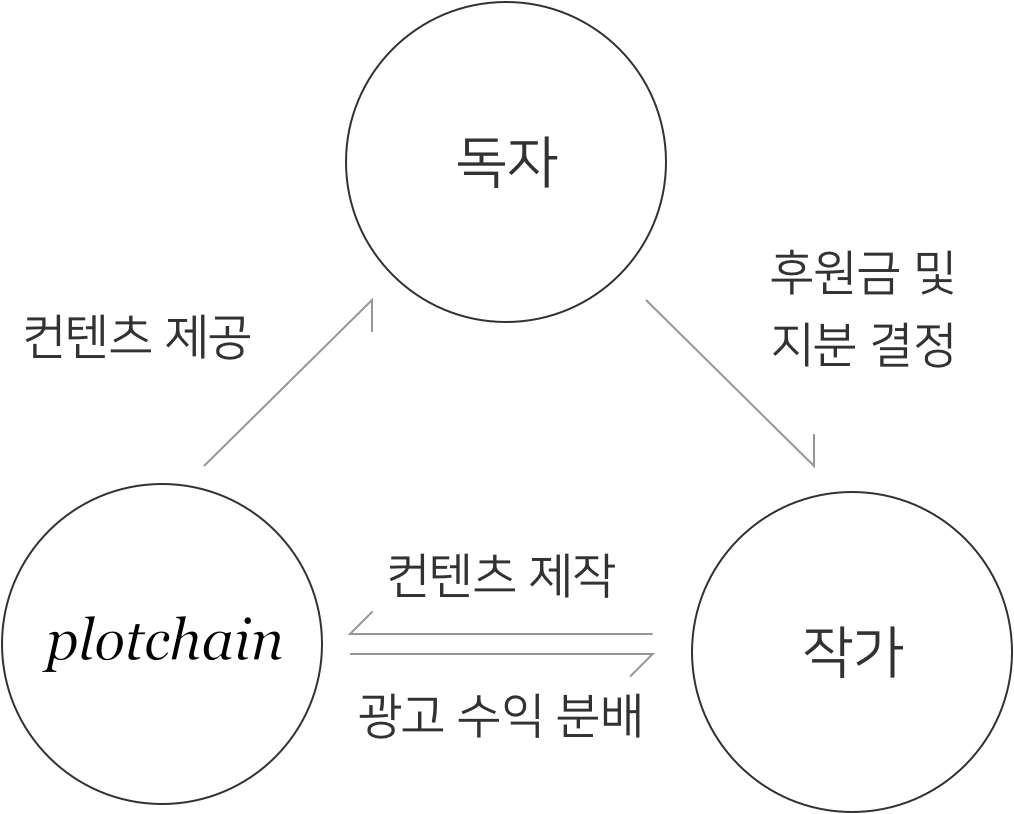 독자
후원금 및
지분 결정
컨텐츠 제공
컨텐츠 제작
plotchain
작가
광고 수익 분배